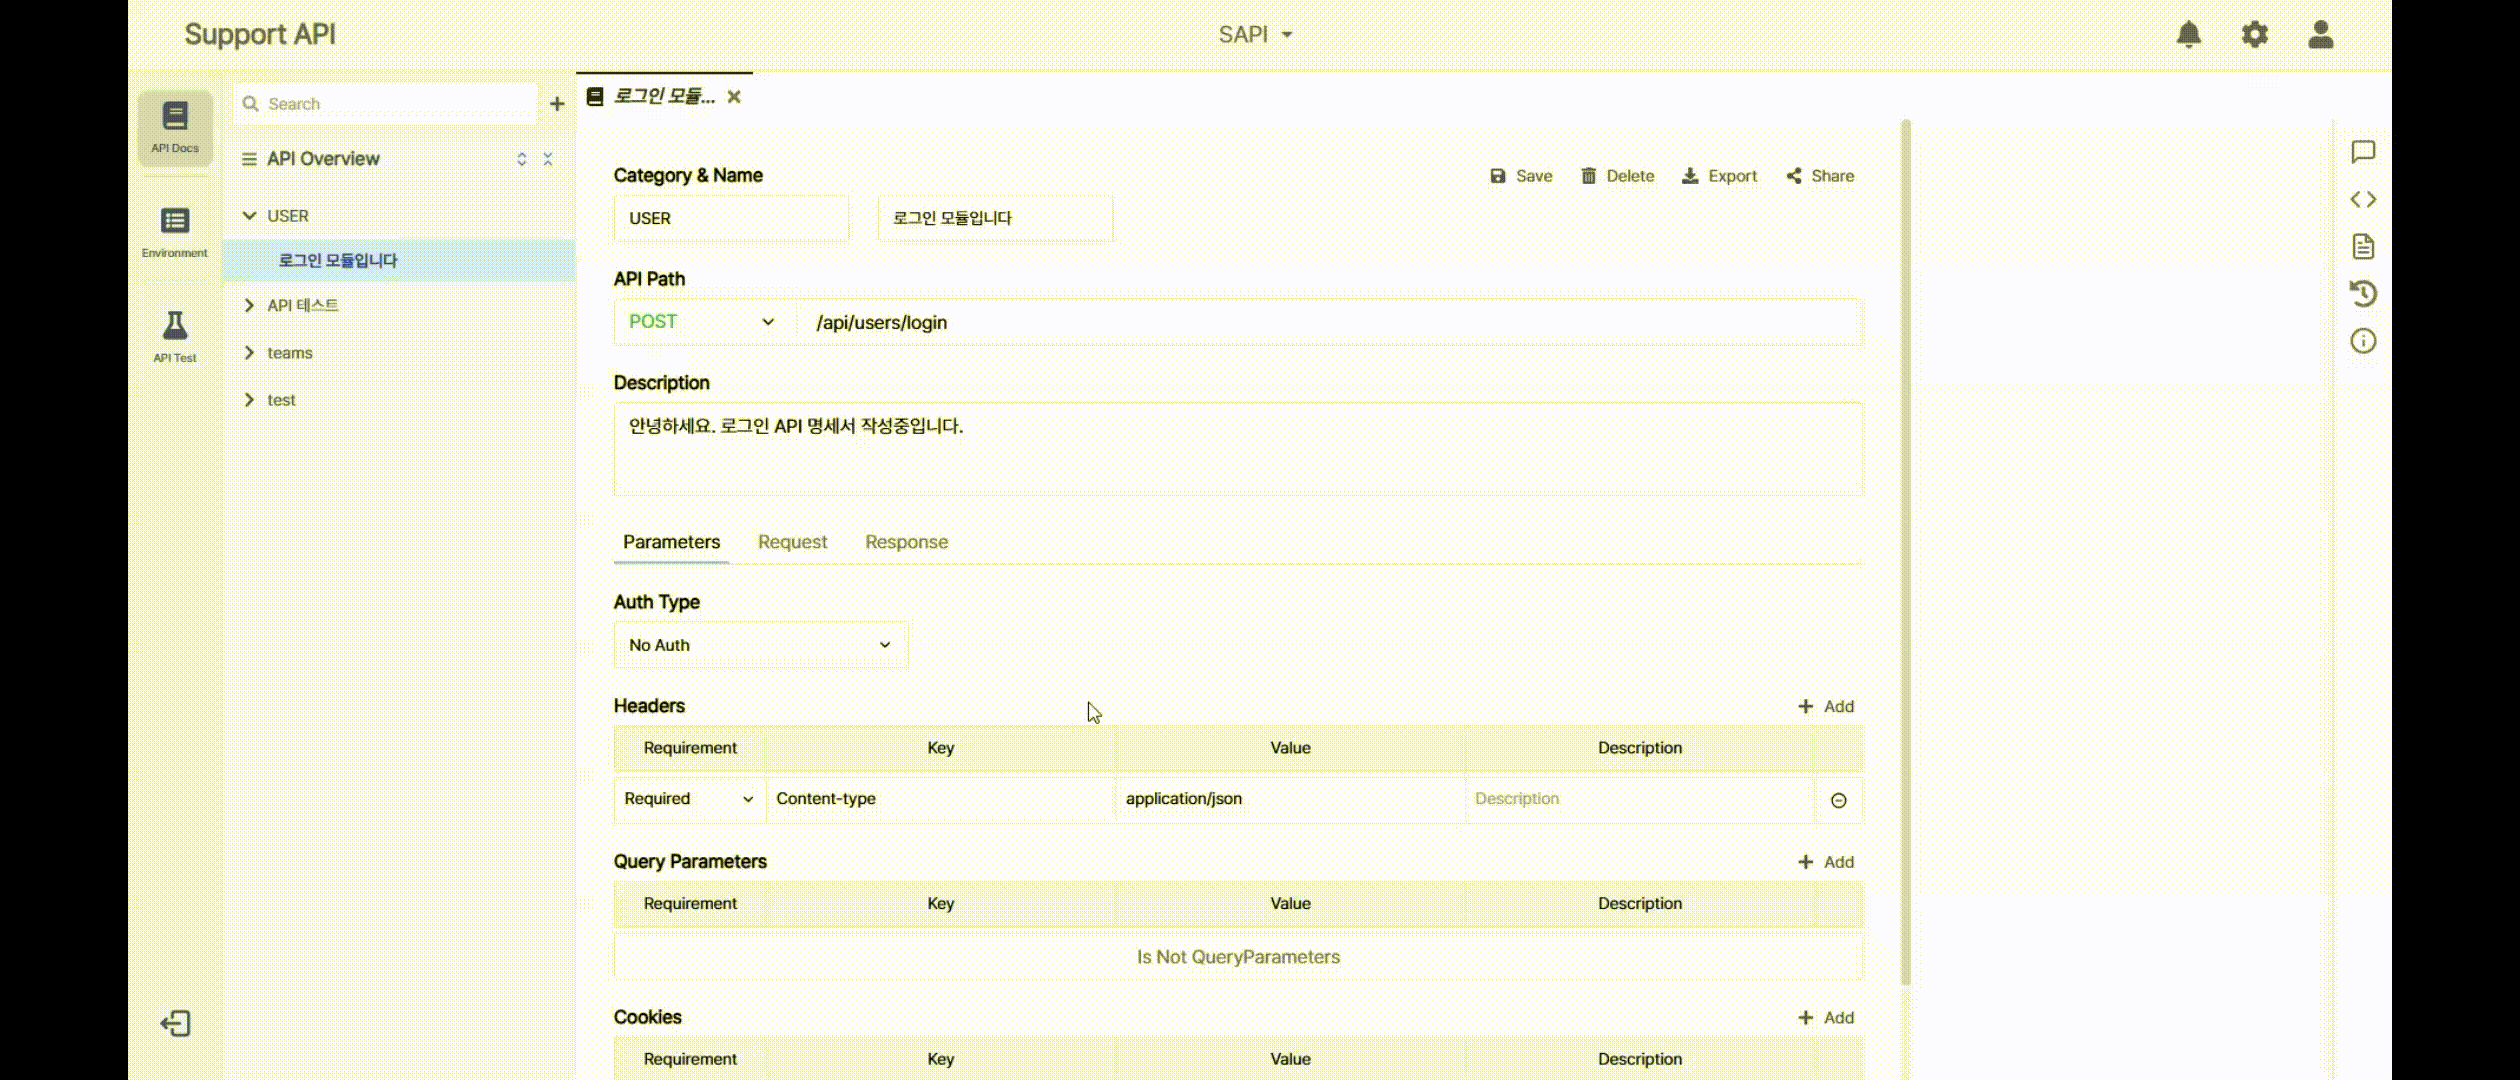 Support API
SAPI
API Docs
Environment
API Test
Search
API Overview
USER
로그인 모듈입니다
API 테스트
teams
test
로그인 모듈...
Category & Name
Save
Delete
Export
Share
USER
로그인 모듈입니다
API Path
POST
/api/users/login
Description
안녕하세요. 로그인 API 명세서 작성중입니다.
Parameters Request Response
Auth Type
No Auth
Headers
Add
Requirement Key Value Description
Required Content-type application/json Description
Query Parameters
Add
Requirement Key Value Description
Is Not QueryParameters
Cookies
Add
Requirement Key Value Description